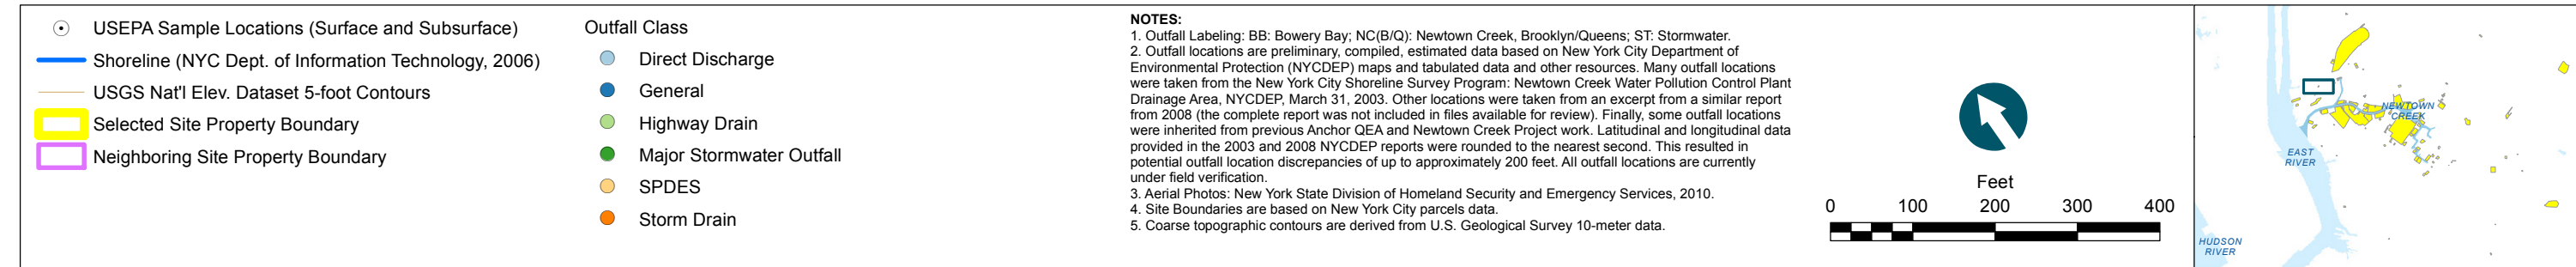 USEPA Sample Locations (Surface and Subsurface)
Shoreline (NYC Dept. of Information Technology, 2006)
USGS Nat'l Elev. Dataset 5-foot Contours
Selected Site Property Boundary
Neighboring Site Property Boundary
Outfall Class
Direct Discharge
General
Highway Drain
Major Stormwater Outfall
SPDES
Storm Drain
NOTES:
1. Outfall Labeling: BB: Bowery Bay; NC(B/Q): Newtown Creek, Brooklyn/Queens; ST: Stormwater.
2. Outfall locations are preliminary, compiled, estimated data based on New York City Department of
Environmental Protection (NYCDEP) maps and tabulated data and other resources. Many outfall locations
were taken from the New York City Shoreline Survey Program: Newtown Creek Water Pollution Control Plant
Drainage Area, NYCDEP, March 31, 2003. Other locations were taken from an excerpt from a similar report
from 2008 (the complete report was not included in files available for review). Finally, some outfall locations
were inherited from previous Anchor QEA and Newtown Creek Project work. Latitudinal and longitudinal data
provided in the 2003 and 2008 NYCDEP reports were rounded to the nearest second. This resulted in
potential outfall location discrepancies of up to approximately 200 feet. All outfall locations are currently
under field verification.
3. Aerial Photos: New York State Division of Homeland Security and Emergency Services, 2010.
4. Site Boundaries are based on New York City parcels data.
5. Coarse topographic contours are derived from U.S. Geological Survey 10-meter data.
Feet
0 100 200 300 400
NEWTOWN
CREEK
EAST
RIVER
HUDSON
RIVER